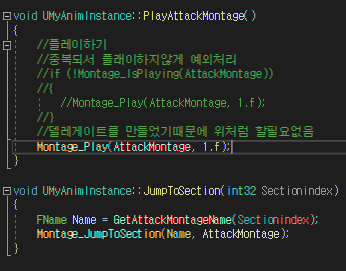 void UMyAnimInstance::PlayAttackMontage()
{
//플레이하기
//중복되서 플래이하지않게 예외처리
//if (!Montage_IsPlaying(AttackMontage))
//{
//Montage_Play(AttackMontage, 1.f);
//}
//델레게이트를 만들었기때문에 위처럼 할필요없음
Montage_Play(AttackMontage, 1.f);
}
void UMyAnimInstance::JumpToSection(int32 Sectionindex)
{
FName Name = GetAttackMontageName(Sectionindex);
Montage_JumpToSection(Name, AttackMontage);
}